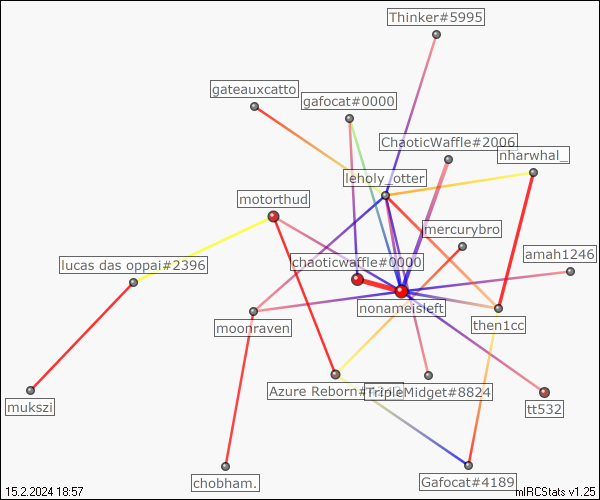 Thinker#5995
gateauxcatto
gafocat#0000
ChaoticWaffle#2006
nharwhal_
leholy_otter
motorthud
mercurybro
amah1246
lucas das oppai#2396
chaoticwaffle#0000
nonameisleft
moonraven
then1cc
Azure Reborn#
TripleMidget#8824
mukszi
tt532
chobham.
Gafocat#4189
15.2.2024 18:57
mIRCStats v1.25